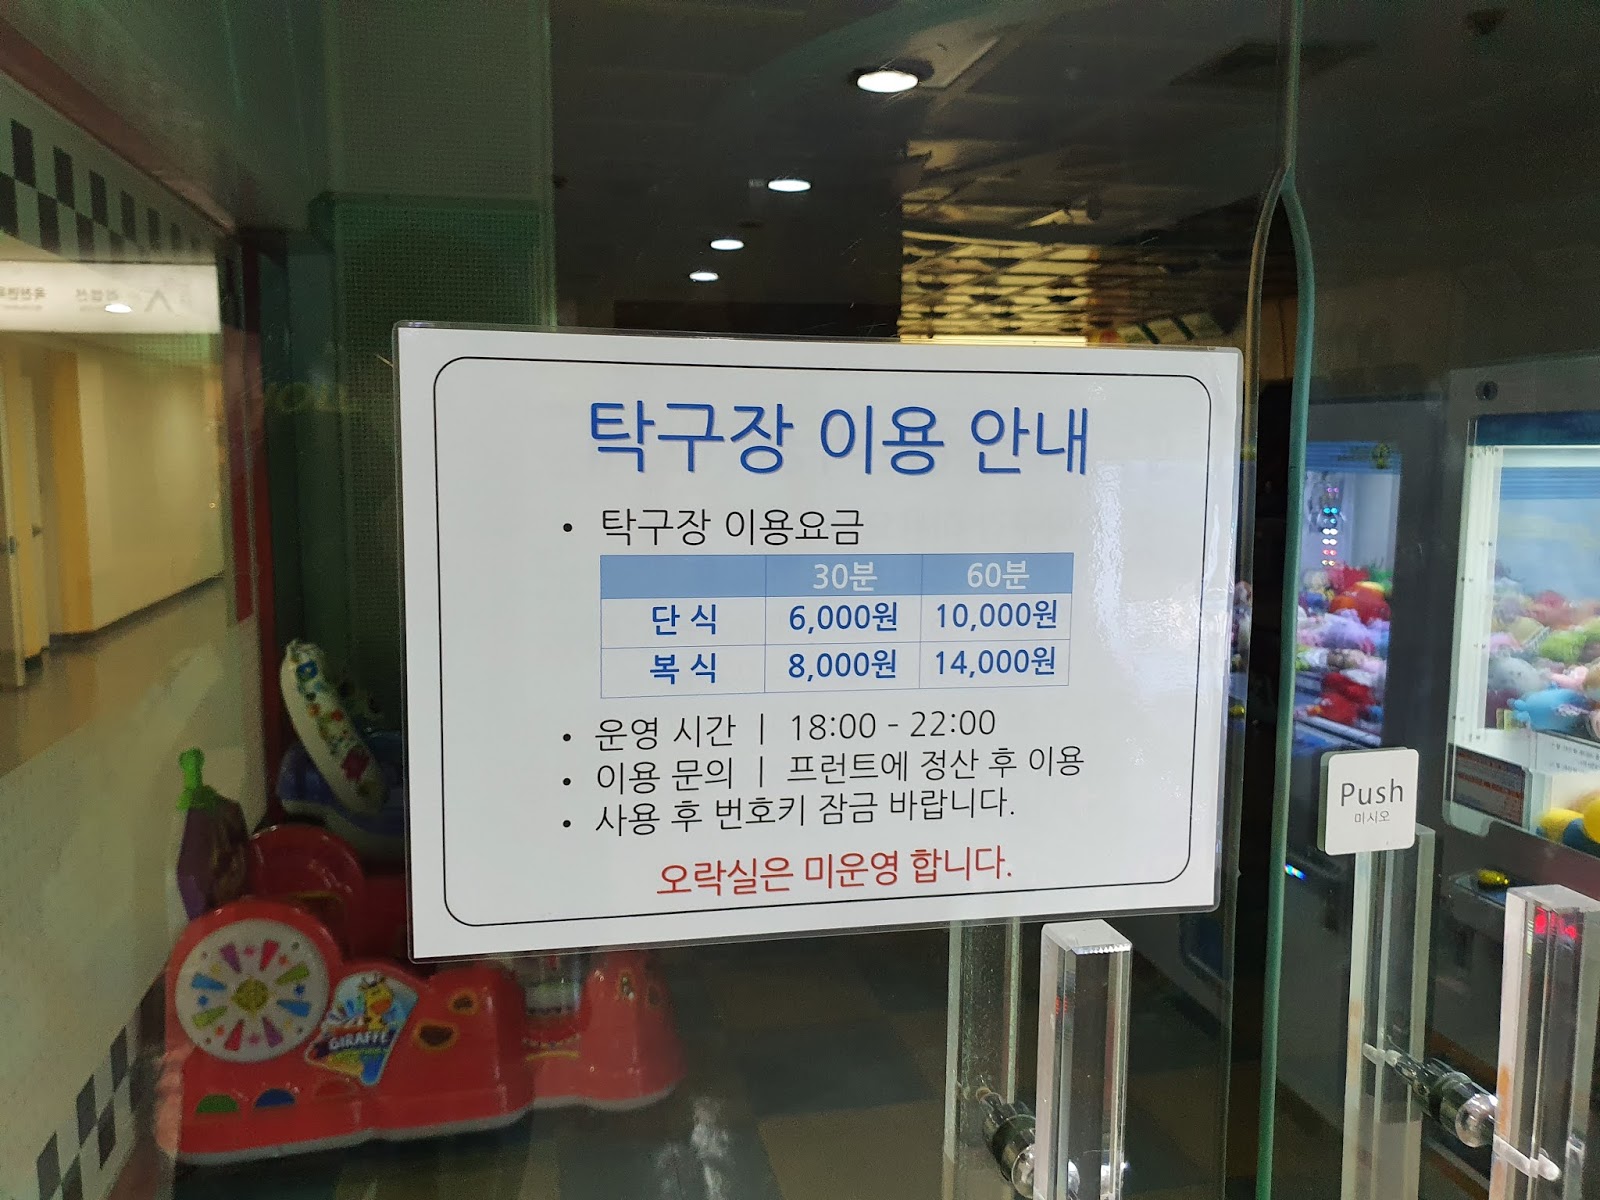 탁구장 이용 안내
• 탁구장 이용요금
30분 60분
단 식 6,000원 10,000원
복 식 8,000원 14,000원
• 운영 시간 ㅣ 18:00 - 22:00
• 이용 문의 ㅣ 프런트에 정산 후 이용
• 사용 후 번호키 잠금 바랍니다.
오락실은 미운영 합니다.
Push
미시오
GIRAFFE